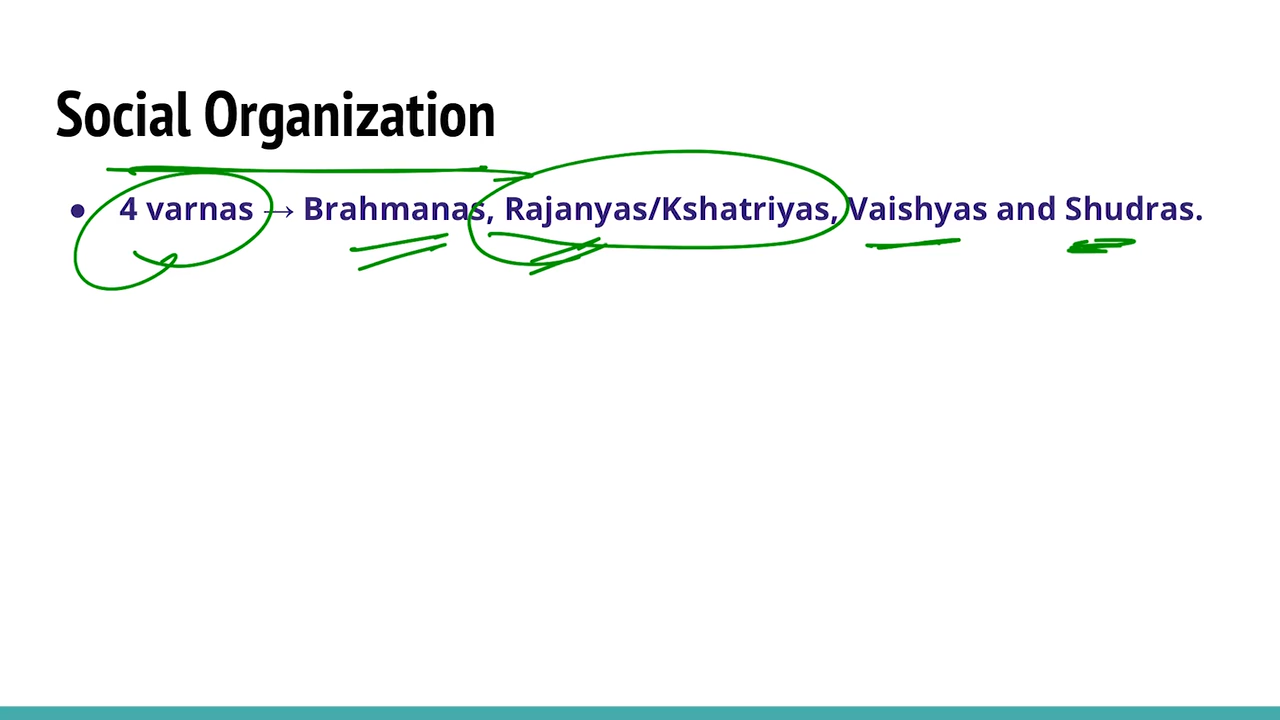 Social Organization
● 4 varnas → Brahmanas, Rajanyas/Kshatriyas, Vaishyas and Shudras.